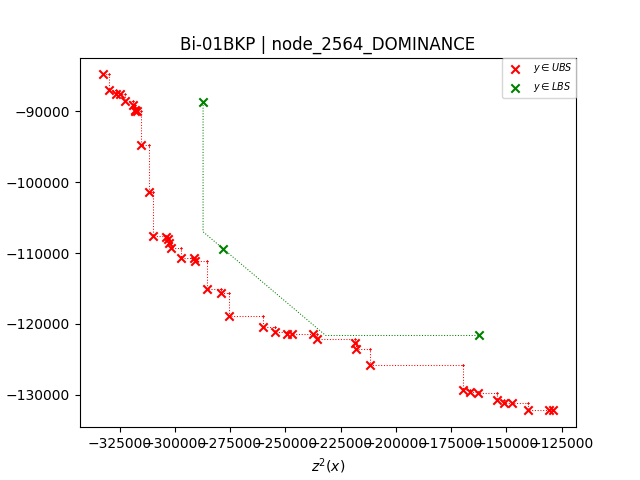 Bi-01BKP | node_2564_DOMINANCE
y ∈ UBS
y ∈ LBS
−90000
−100000
−110000
−120000
−130000
−325000 −300000 −275000 −250000 −225000 −200000 −175000 −150000 −125000
z²(x)